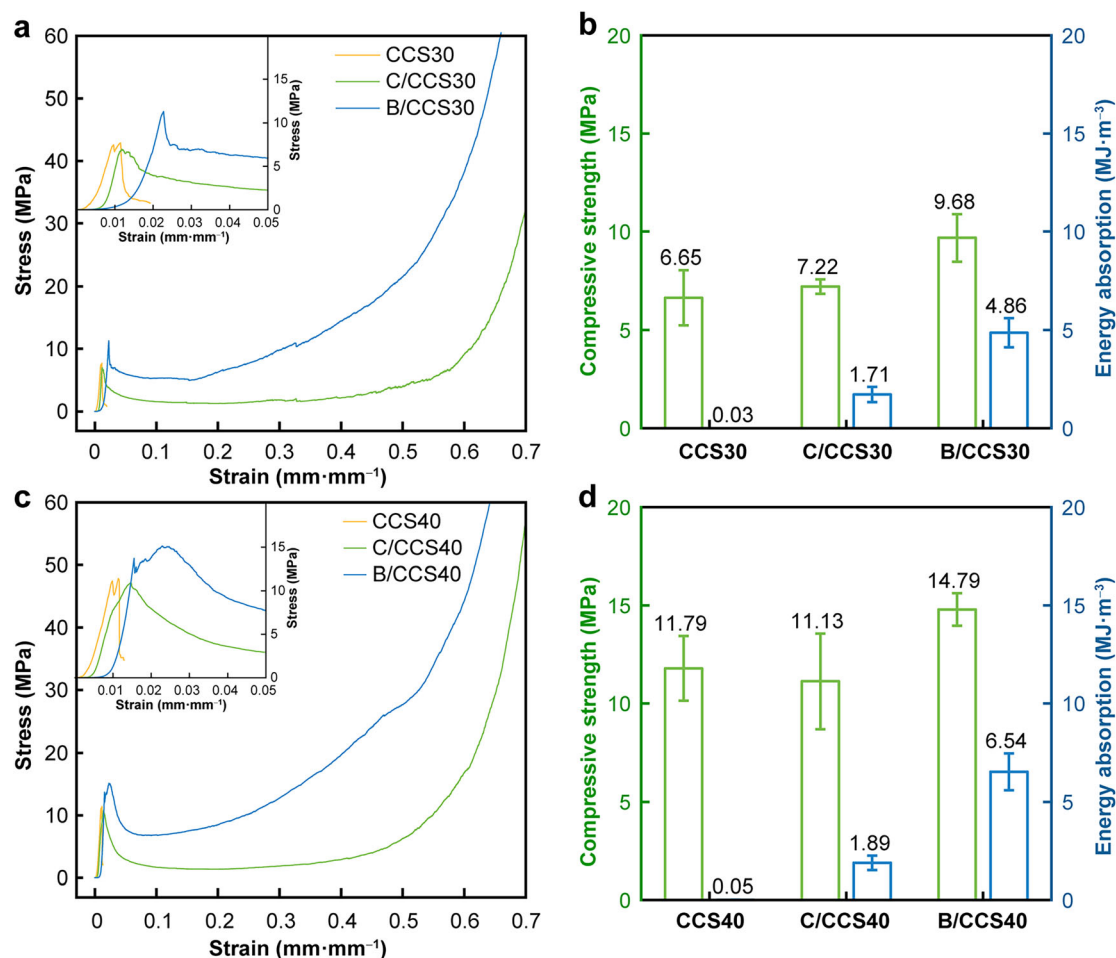 a
60
50
40
30
20
10
0
Stress (MPa)
0 0.1 0.2 0.3 0.4 0.5 0.6 0.7
Strain (mm·mm⁻¹)
CCS30
C/CCS30
B/CCS30
15
10
5
0
Stress (MPa)
0.01 0.02 0.03 0.04 0.05
Strain (mm·mm⁻¹)
b
20
15
10
5
0
Compressive strength (MPa)
6.65
0.03
7.22
1.71
9.68
4.86
CCS30 C/CCS30 B/CCS30
20
15
10
5
0
Energy absorption (MJ·m⁻³)
c
60
50
40
30
20
10
0
Stress (MPa)
0 0.1 0.2 0.3 0.4 0.5 0.6 0.7
Strain (mm·mm⁻¹)
CCS40
C/CCS40
B/CCS40
15
10
5
0
Stress (MPa)
0.01 0.02 0.03 0.04 0.05
Strain (mm·mm⁻¹)
d
20
15
10
5
0
Compressive strength (MPa)
11.79
0.05
11.13
1.89
14.79
6.54
CCS40 C/CCS40 B/CCS40
20
15
10
5
0
Energy absorption (MJ·m⁻³)